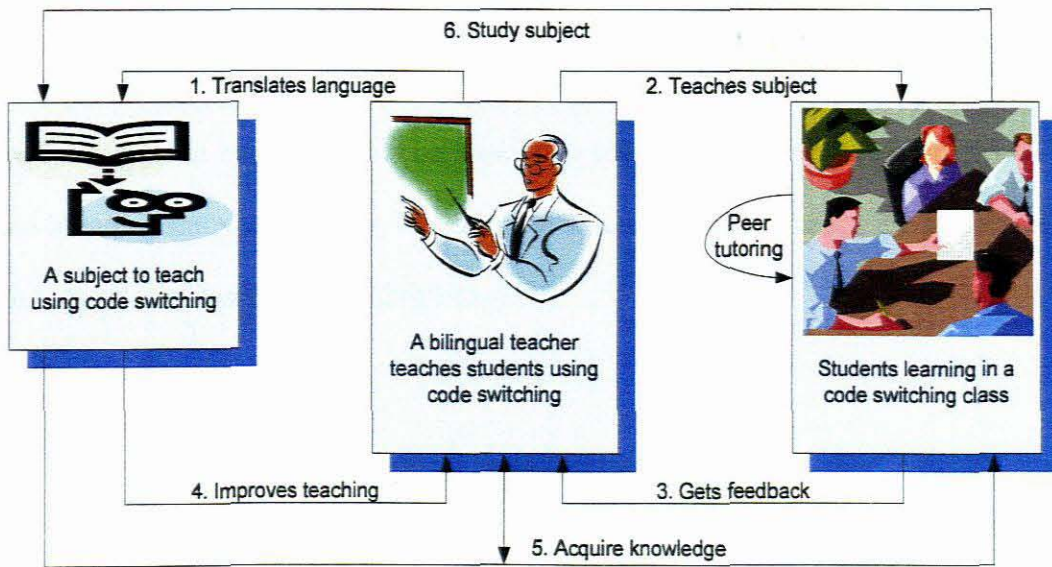 6. Study subject
1. Translates language
2. Teaches subject
Peer
tutoring
A subject to teach
using code switching
A bilingual teacher
teaches students using
code switching
Students learning in a
code switching class
4. Improves teaching
3. Gets feedback
5. Acquire knowledge